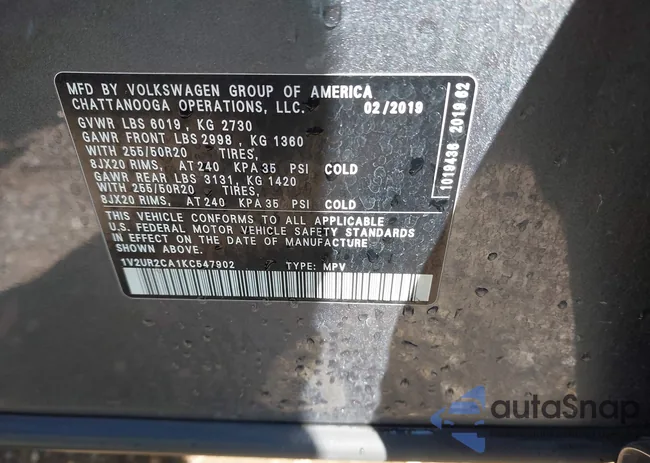 MFD BY VOLKSWAGEN GROUP OF AMERICA
CHATTANOOGA OPERATIONS, LLC. 02/2019
GVWR LBS 6019 , KG 2730
GAWR FRONT LBS 2998 , KG 1360
WITH 255/50R20 TIRES,
8JX20 RIMS, AT 240 KPA 35 PSI COLD
GAWR REAR LBS 3131, KG 1420
WITH 255/50R20 TIRES,
8JX20 RIMS, AT 240 KPA 35 PSI COLD
THIS VEHICLE CONFORMS TO ALL APPLICABLE
U.S. FEDERAL MOTOR VEHICLE SAFETY STANDARDS
IN EFFECT ON THE DATE OF MANUFACTURE
SHOWN ABOVE.
1V2UR2CA1KC547902 TYPE: MPV
1019436 2019 62
autoSnap